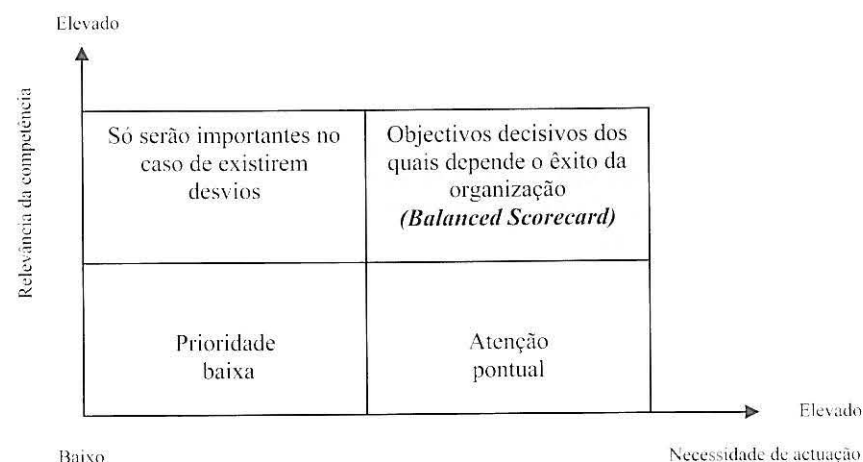 Elevado
Relevância da competência
Só serão importantes no
caso de existirem
desvios
Objectivos decisivos dos
quais depende o êxito da
organização
(Balanced Scorecard)
Prioridade
baixa
Atenção
pontual
Elevado
Baixo
Necessidade de actuação